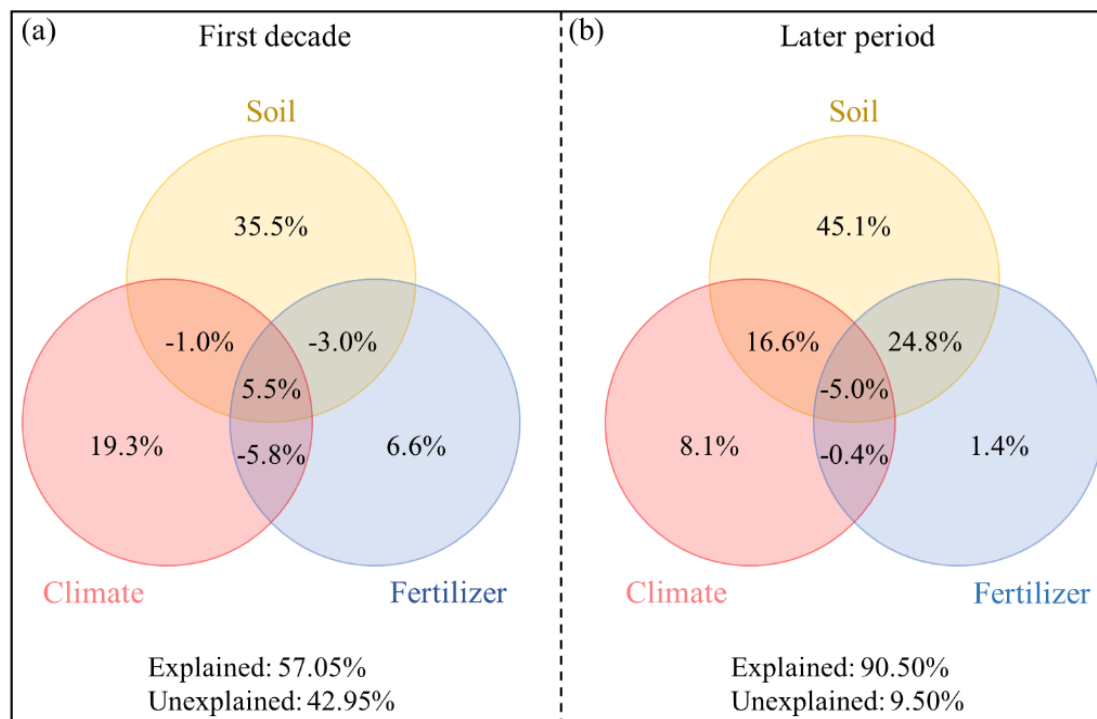 (a)
First decade
Soil
35.5%
-1.0%
-3.0%
5.5%
19.3%
-5.8%
6.6%
Climate
Fertilizer
Explained: 57.05%
Unexplained: 42.95%
(b)
Later period
Soil
45.1%
16.6%
24.8%
-5.0%
8.1%
-0.4%
1.4%
Climate
Fertilizer
Explained: 90.50%
Unexplained: 9.50%